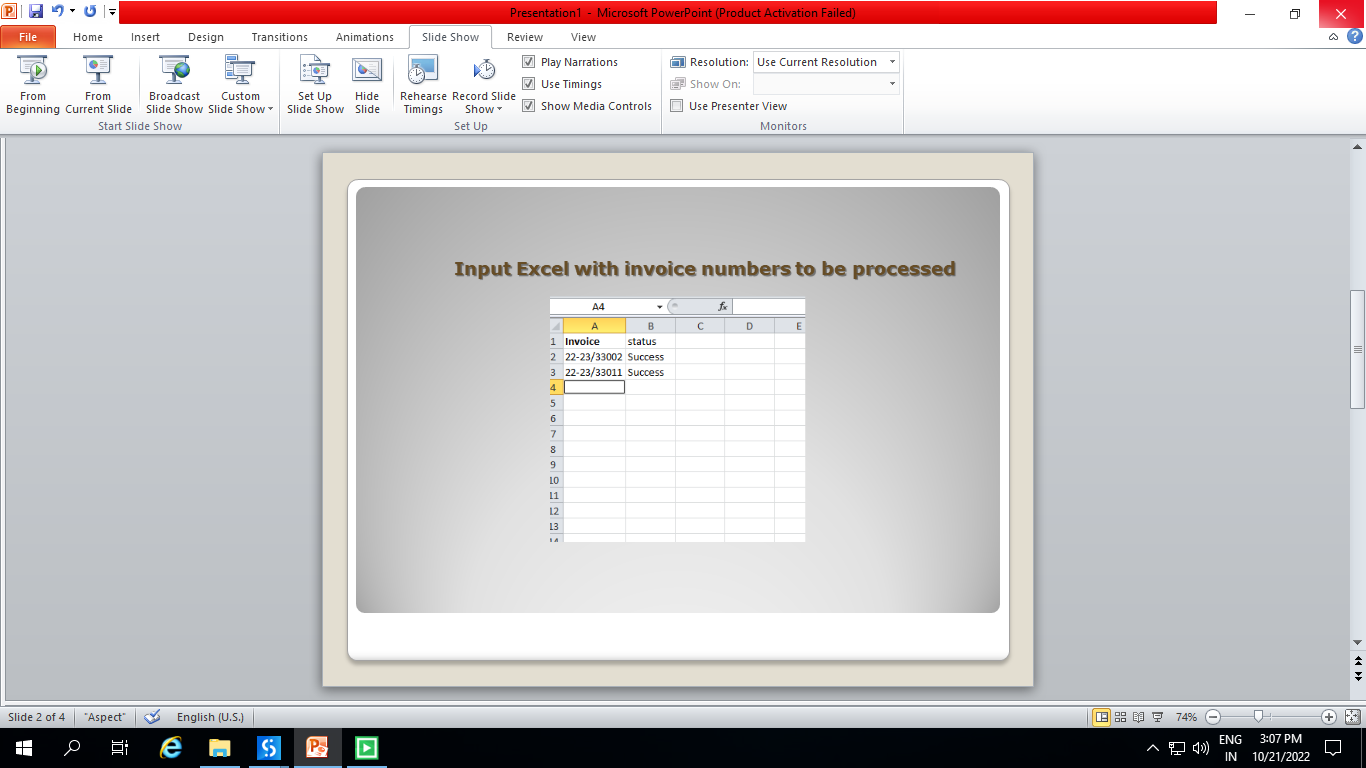 Presentation1 - Microsoft PowerPoint (Product Activation Failed)
File Home Insert Design Transitions Animations Slide Show Review View
From Beginning
From Current Slide
Broadcast Slide Show
Custom Slide Show
Start Slide Show
Set Up Slide Show
Hide Slide
Rehearse Timings
Record Slide Show
Play Narrations
Use Timings
Show Media Controls
Set Up
Resolution: Use Current Resolution
Show On:
Use Presenter View
Monitors
Input Excel with invoice numbers to be processed
A4 fx
A B C D E
1 Invoice status
2 22-23/33002 Success
3 22-23/33011 Success
4
5
6
7
8
9
10
11
12
13
14
Slide 2 of 4 "Aspect" English (U.S.) 74%
ENG 3:07 PM
IN 10/21/2022